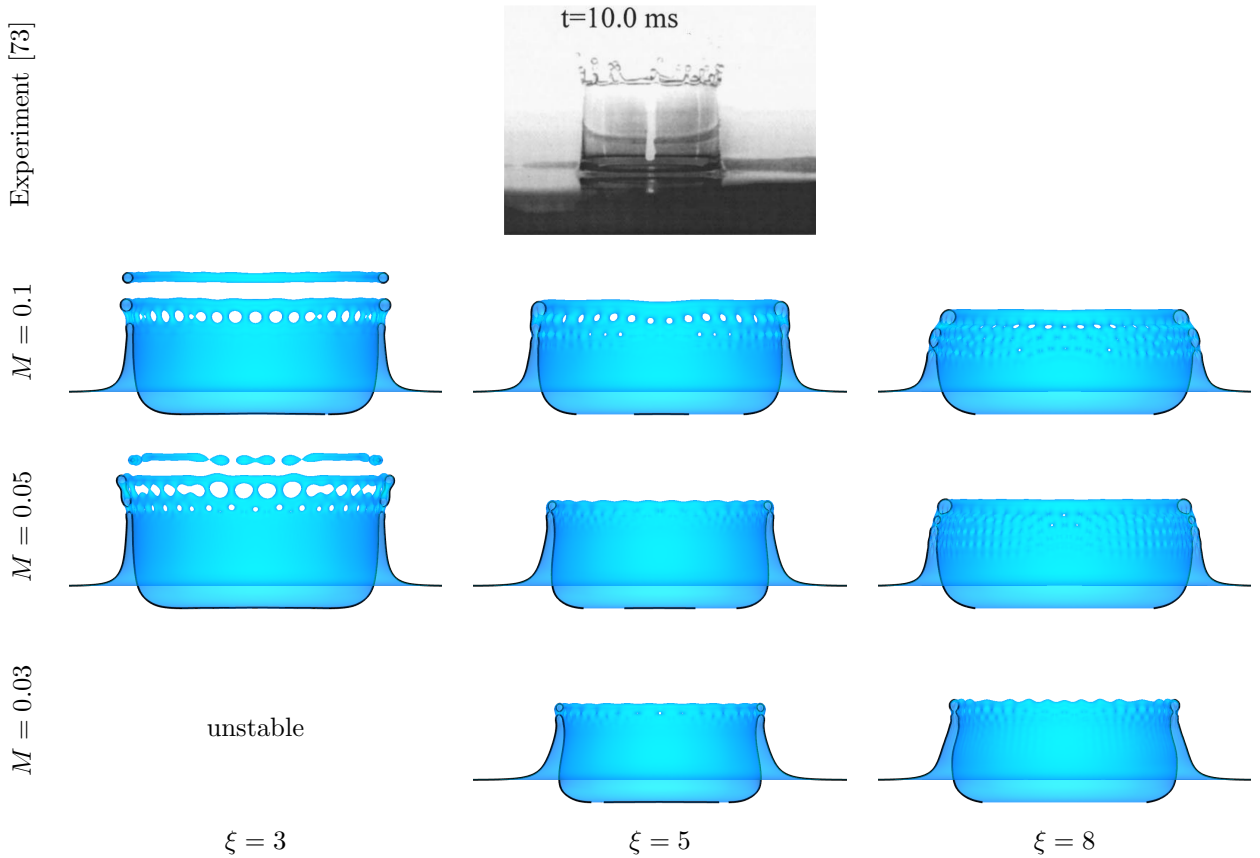 Experiment [73]
t=10.0 ms
M = 0.1
M = 0.05
M = 0.03
unstable
ξ = 3
ξ = 5
ξ = 8